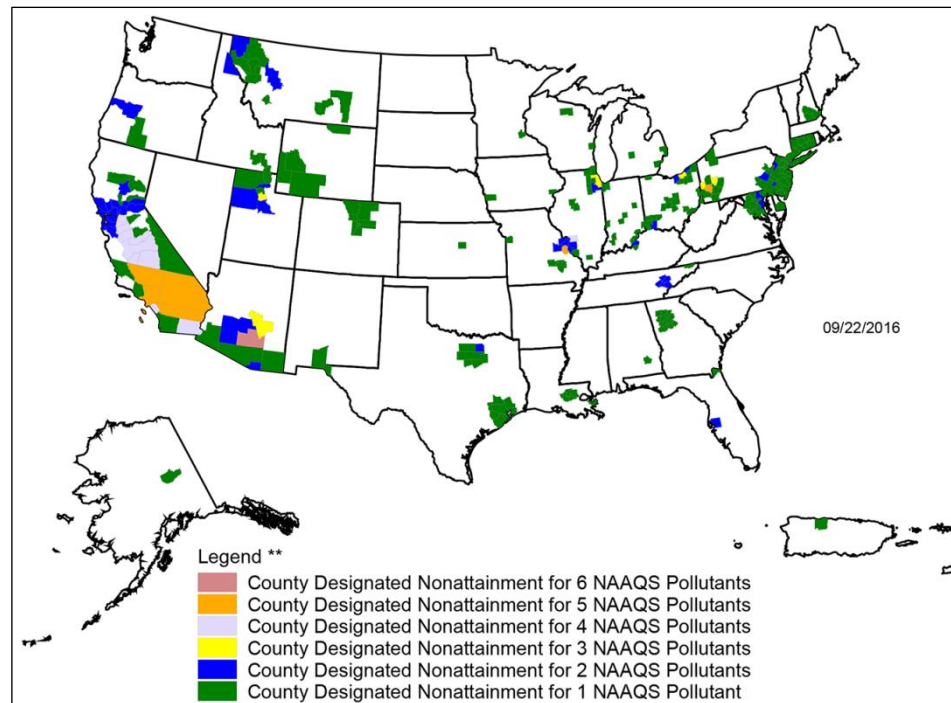 09/22/2016
Legend **
County Designated Nonattainment for 6 NAAQS Pollutants
County Designated Nonattainment for 5 NAAQS Pollutants
County Designated Nonattainment for 4 NAAQS Pollutants
County Designated Nonattainment for 3 NAAQS Pollutants
County Designated Nonattainment for 2 NAAQS Pollutants
County Designated Nonattainment for 1 NAAQS Pollutant